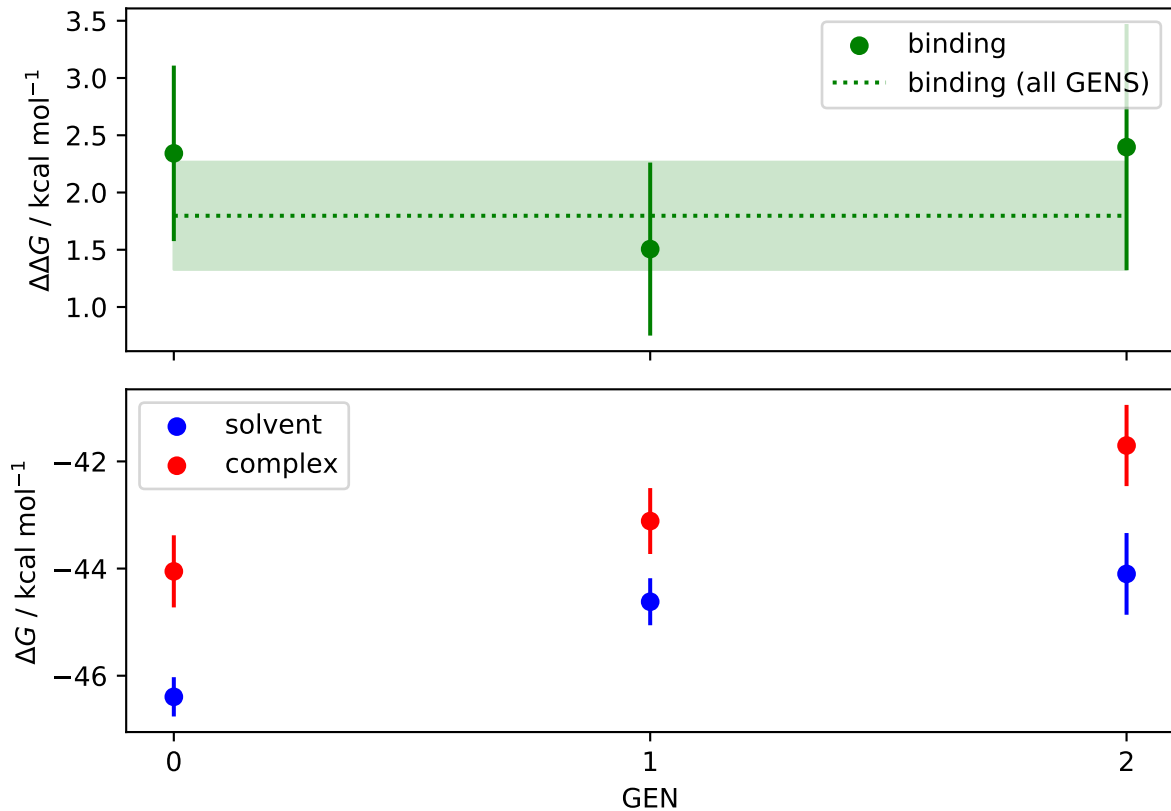 3.5
3.0
2.5
2.0
1.5
1.0
ΔΔG / kcal mol⁻¹
binding
binding (all GENS)
−42
−44
−46
ΔG / kcal mol⁻¹
solvent
complex
0 1 2
GEN